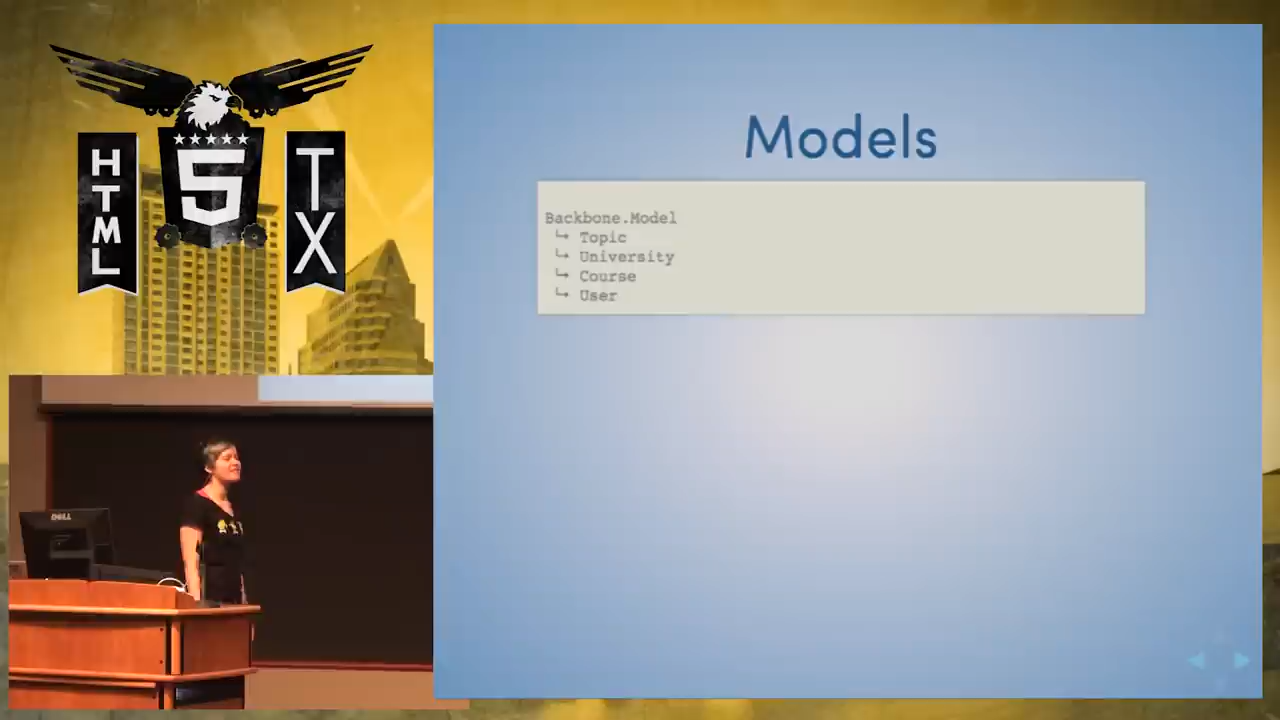 HTML
5
TX
Models
Backbone.Model
↳ Topic
↳ University
↳ Course
↳ User
DELL